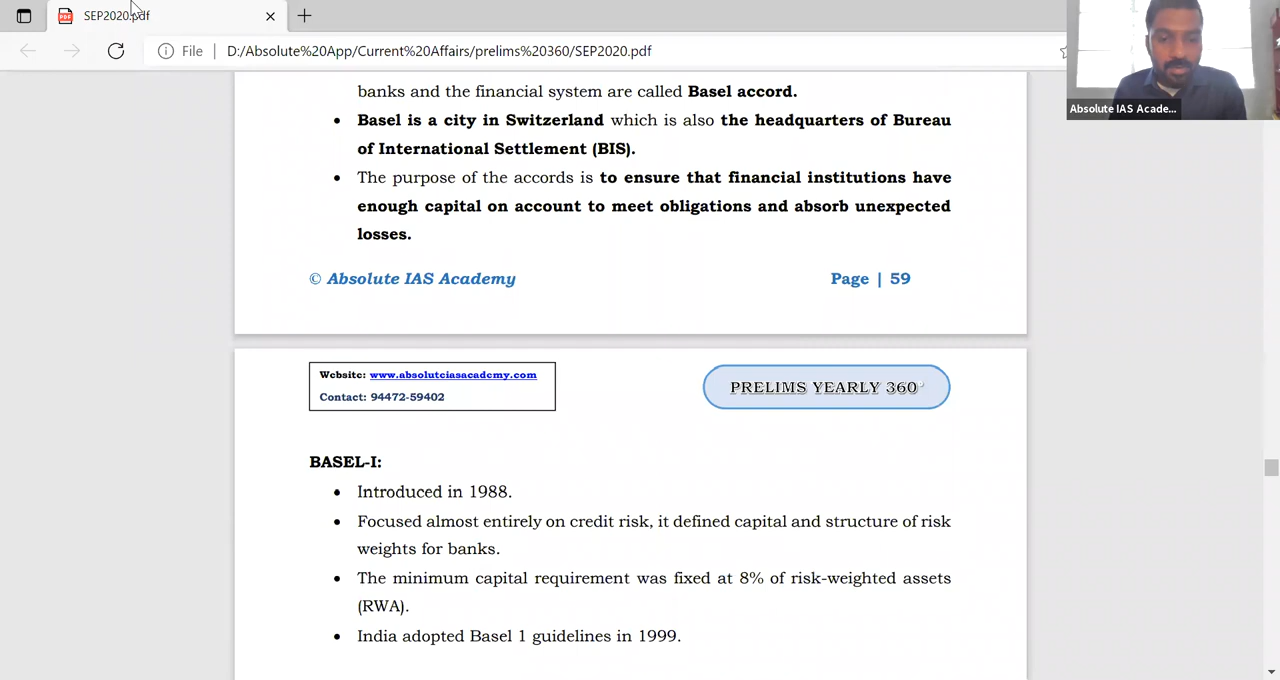 SEP2020.pdf
File | D:/Absolute%20App/Current%20Affairs/prelims%20360/SEP2020.pdf
Absolute IAS Acade...
banks and the financial system are called Basel accord.
• Basel is a city in Switzerland which is also the headquarters of Bureau
of International Settlement (BIS).
• The purpose of the accords is to ensure that financial institutions have
enough capital on account to meet obligations and absorb unexpected
losses.
© Absolute IAS Academy Page | 59
Website: www.absoluteiasacademy.com
Contact: 94472-59402
PRELIMS YEARLY 360°
BASEL-I:
• Introduced in 1988.
• Focused almost entirely on credit risk, it defined capital and structure of risk
weights for banks.
• The minimum capital requirement was fixed at 8% of risk-weighted assets
(RWA).
• India adopted Basel 1 guidelines in 1999.